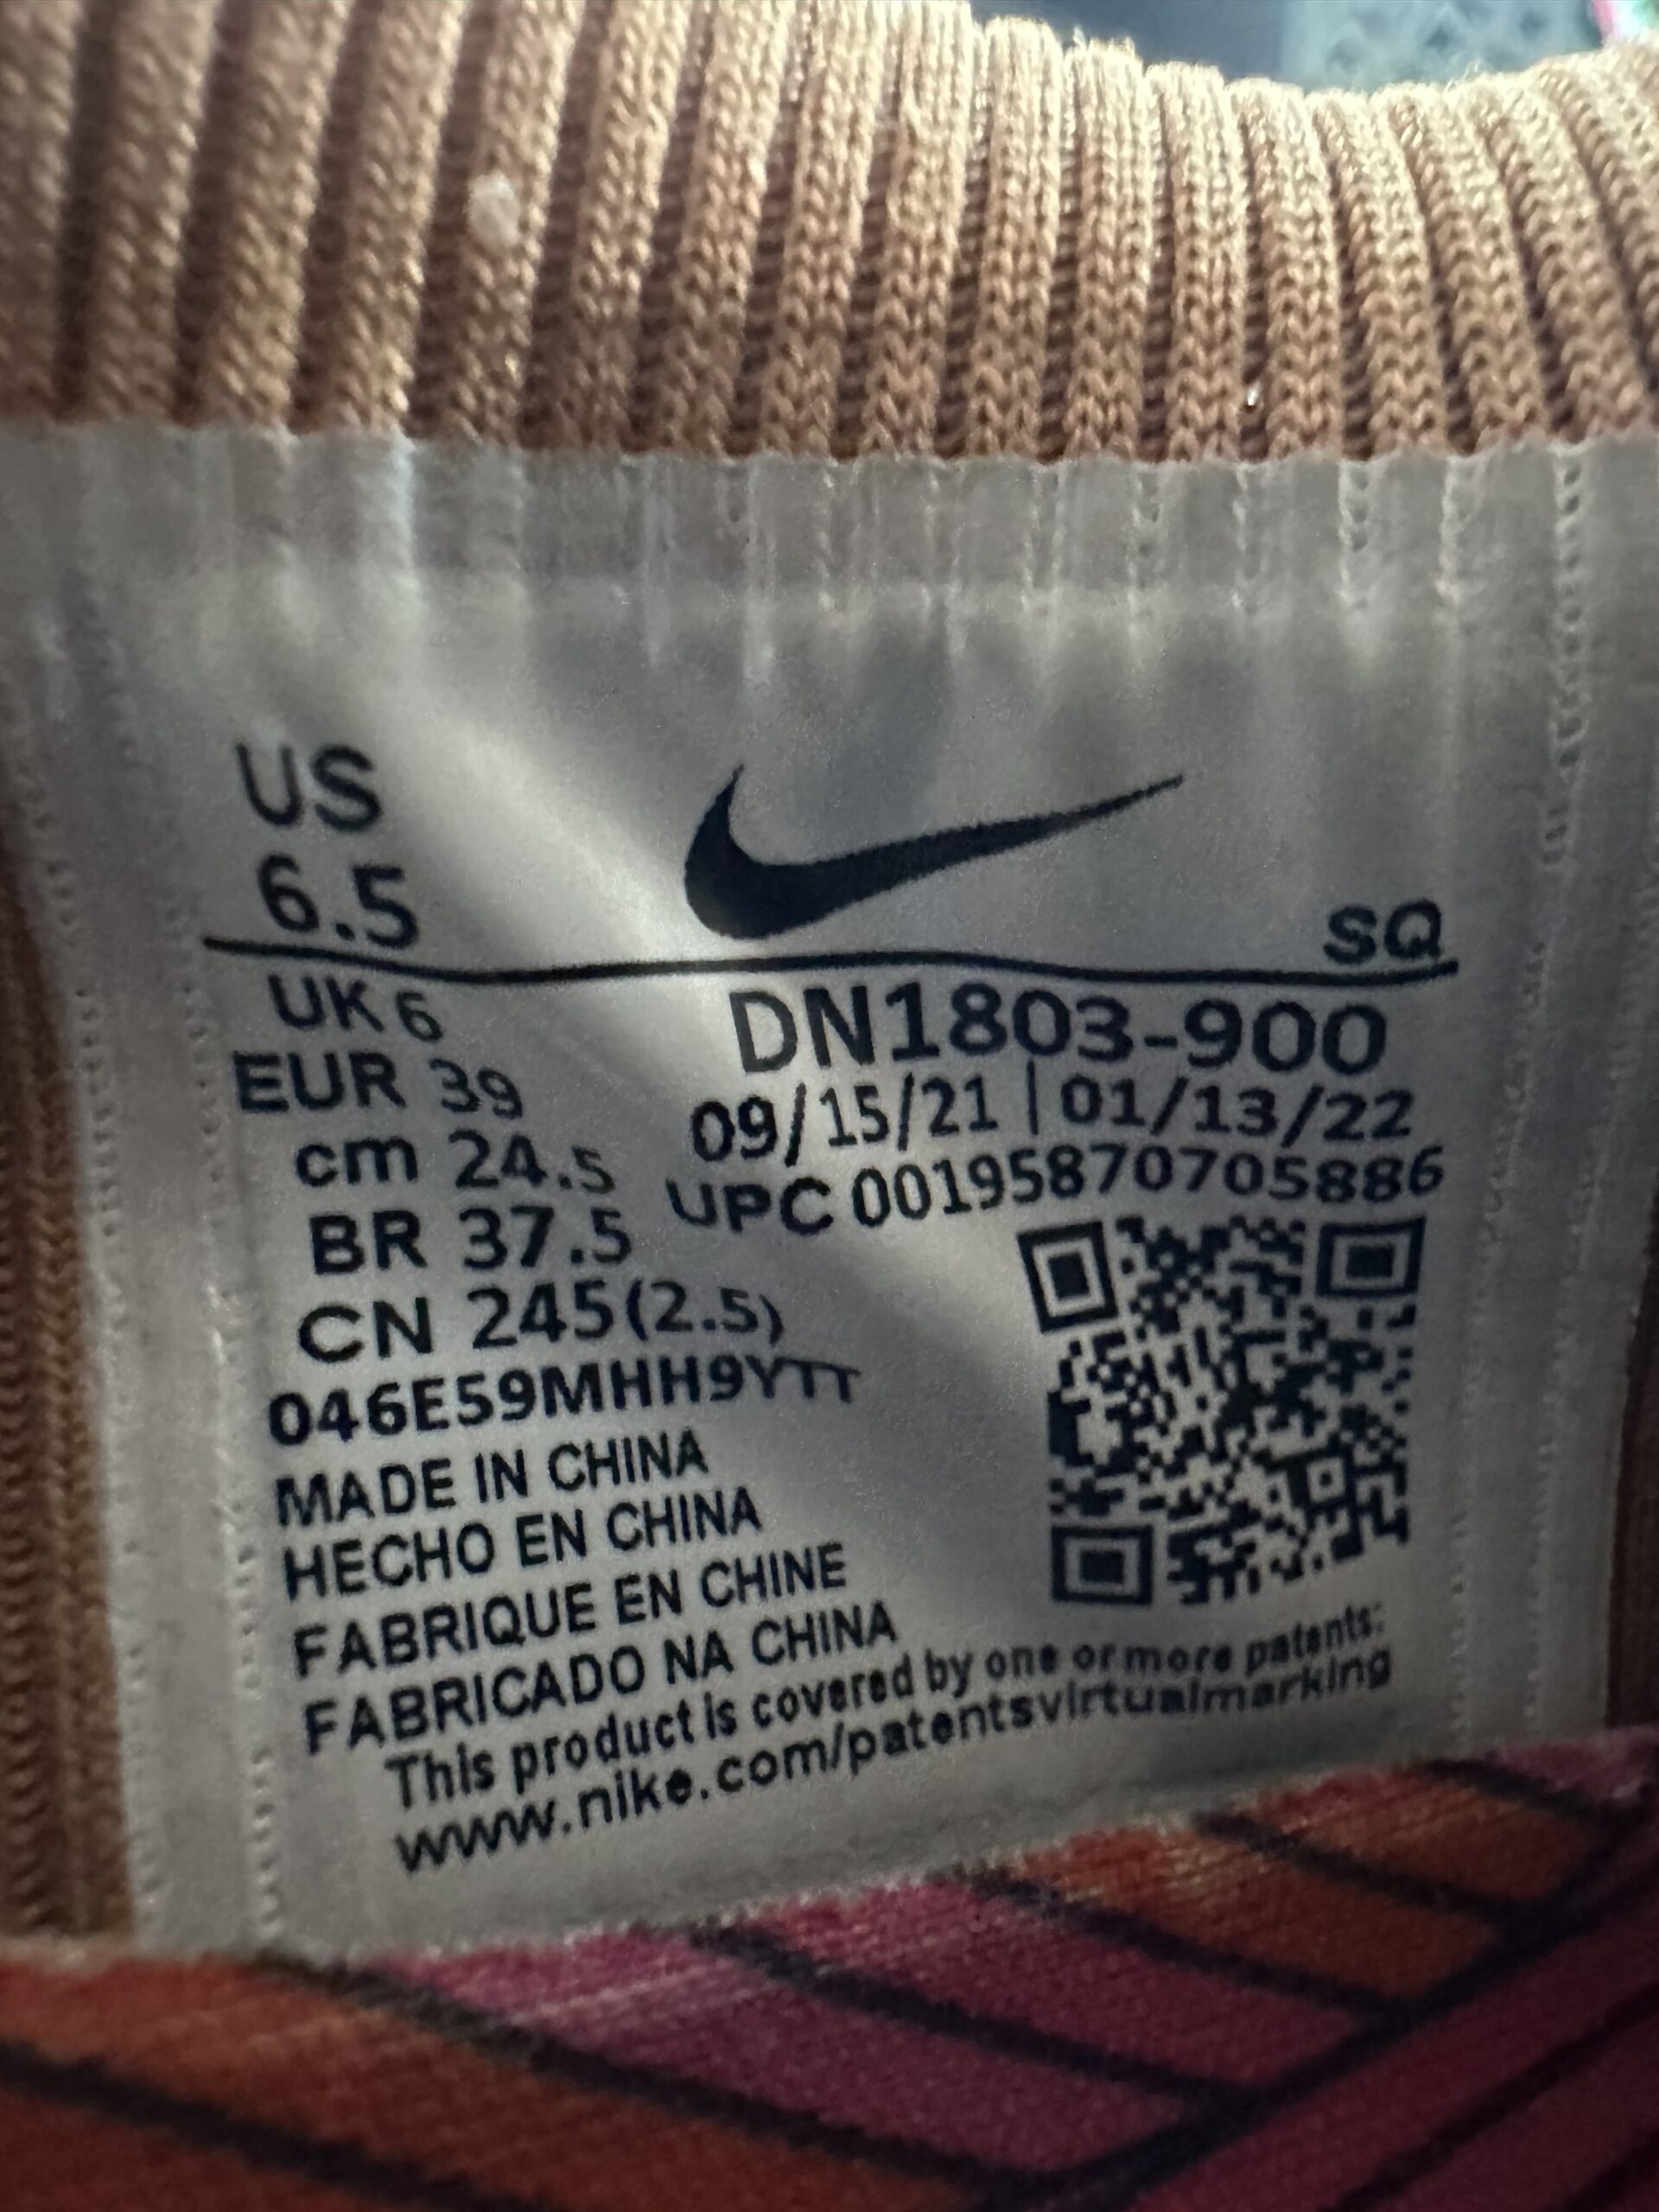 US
6.5
SQ
UK 6
EUR 39
cm 24.5
BR 37.5
CN 245(2.5)
DN1803-900
09/15/21 | 01/13/22
UPC 00195870705886
046E59MHH9YTT
MADE IN CHINA
HECHO EN CHINA
FABRIQUE EN CHINE
FABRICADO NA CHINA
This product is covered by one or more patents:
www.nike.com/patentsvirtualmarking